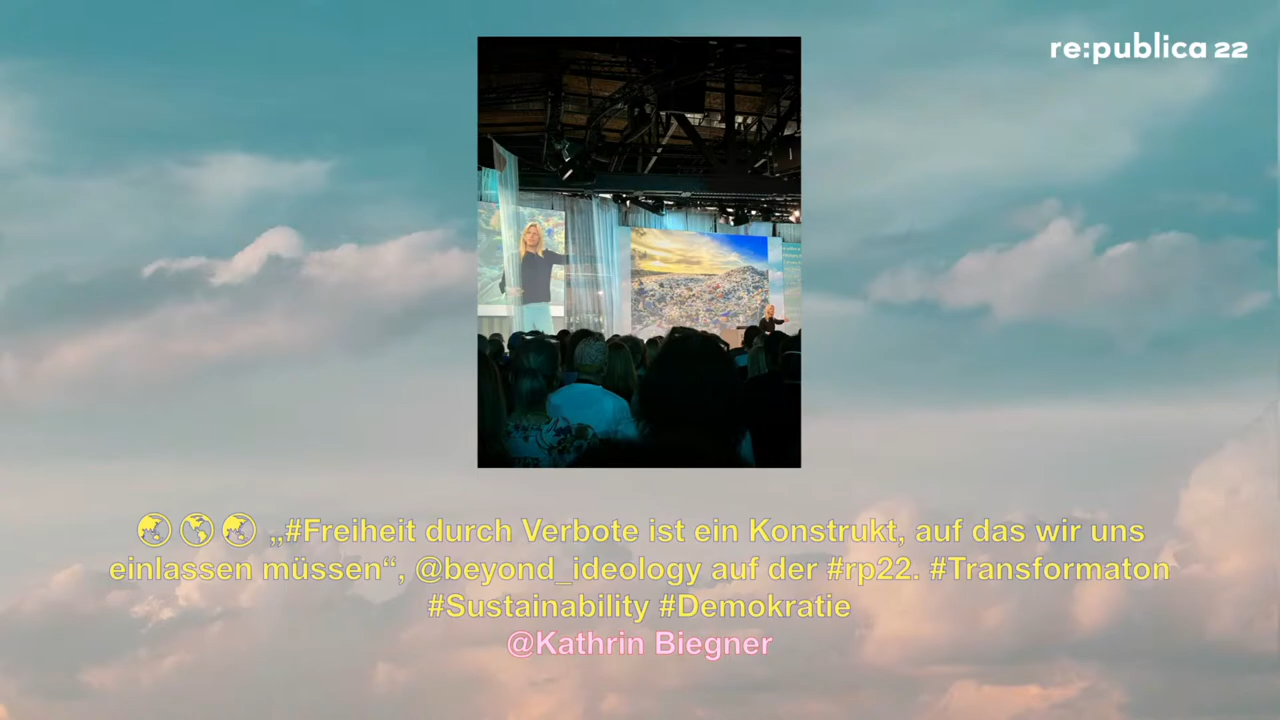 re:publica 22
🌏🌎🌏 „#Freiheit durch Verbote ist ein Konstrukt, auf das wir uns
einlassen müssen“, @beyond_ideology auf der #rp22. #Transformaton
#Sustainability #Demokratie
@Kathrin Biegner